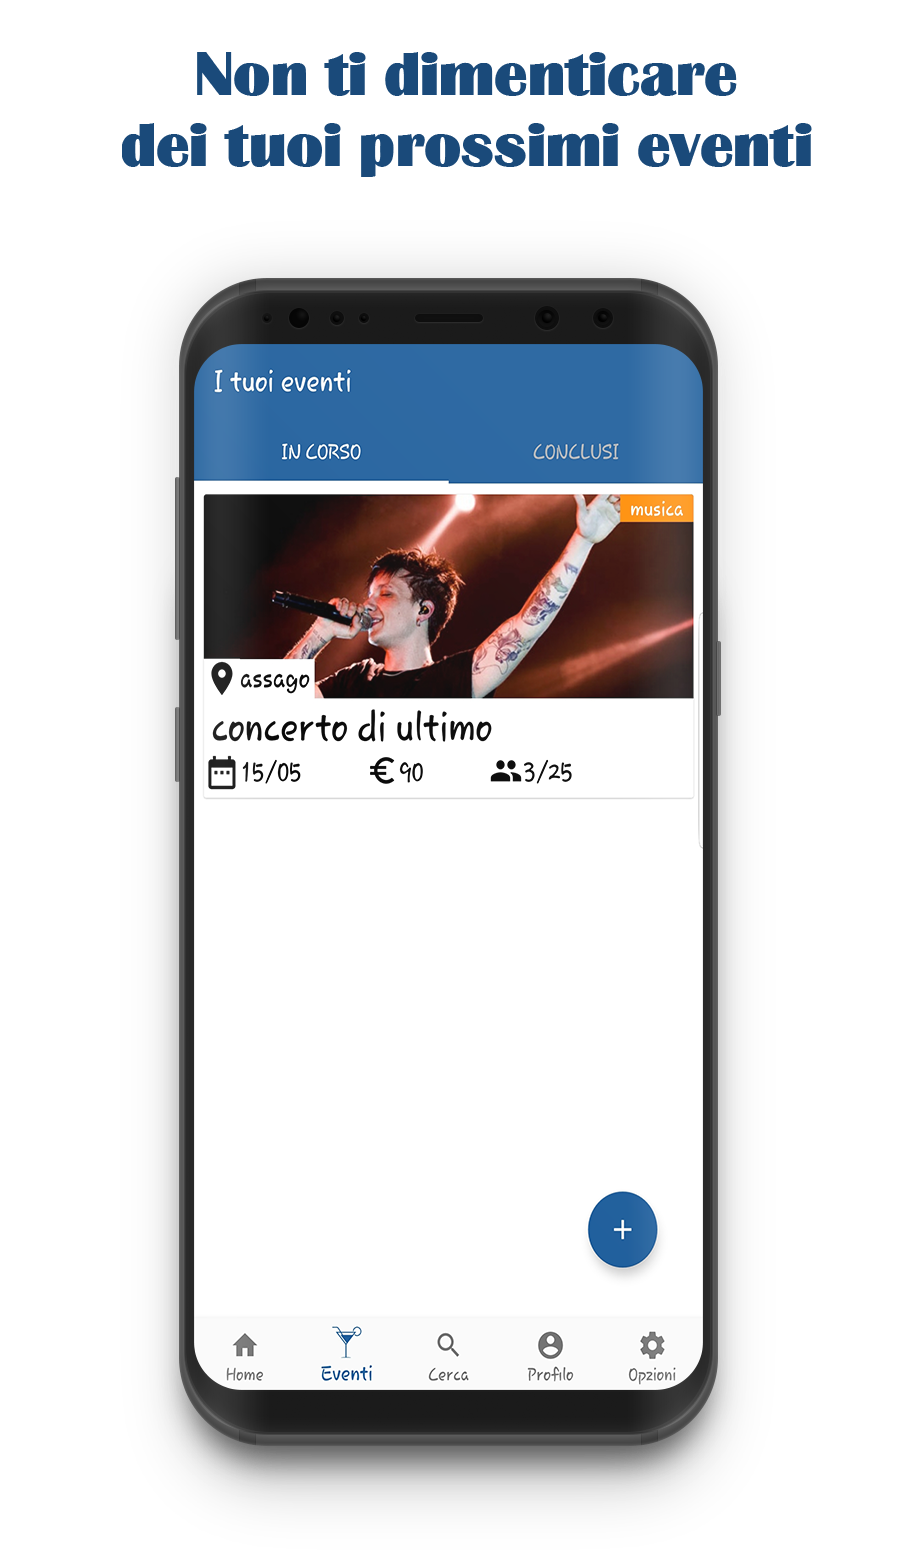 Non ti dimenticare
dei tuoi prossimi eventi
I tuoi eventi
IN CORSO
CONCLUSI
musica
assago
concerto di ultimo
15/05
€90
3/25
+
Home
Eventi
Cerca
Profilo
Opzioni